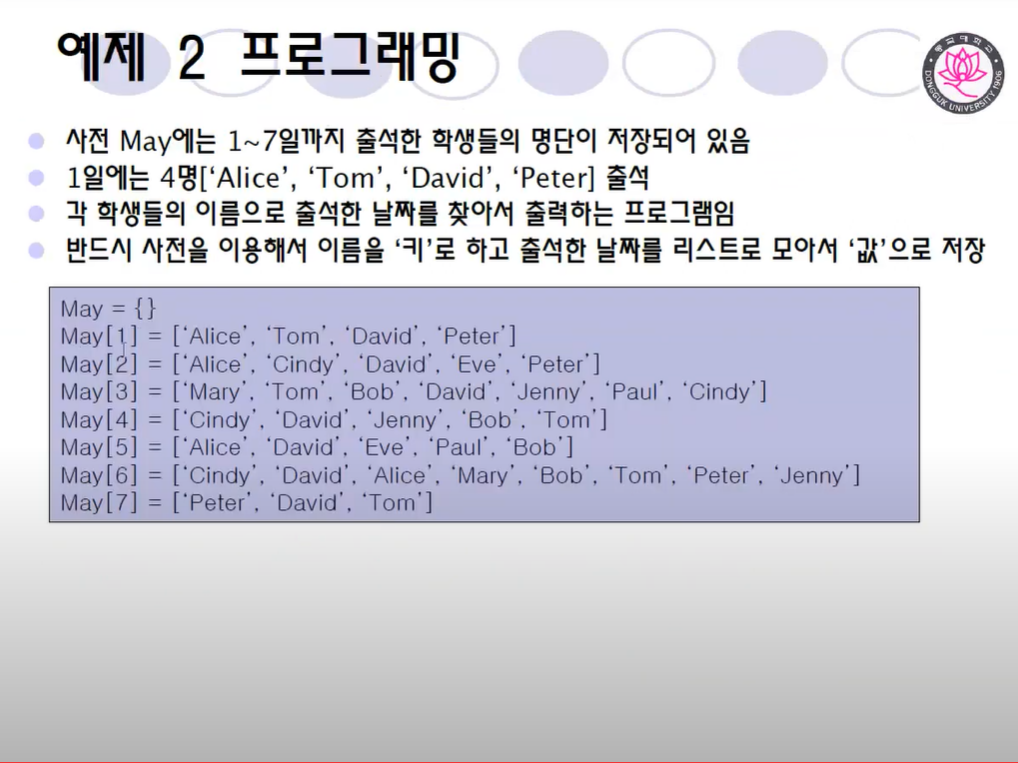 예제 2 프로그래밍
동국대학교
DONGGUK UNIVERSITY 1906
사전 May에는 1~7일까지 출석한 학생들의 명단이 저장되어 있음
1일에는 4명[‘Alice’, ‘Tom’, ‘David’, ‘Peter] 출석
각 학생들의 이름으로 출석한 날짜를 찾아서 출력하는 프로그램임
반드시 사전을 이용해서 이름을 ‘키’로 하고 출석한 날짜를 리스트로 모아서 ‘값’으로 저장
May = {}
May[1] = [‘Alice’, ‘Tom’, ‘David’, ‘Peter’]
May[2] = [‘Alice’, ‘Cindy’, ‘David’, ‘Eve’, ‘Peter’]
May[3] = [‘Mary’, ‘Tom’, ‘Bob’, ‘David’, ‘Jenny’, ‘Paul’, ‘Cindy’]
May[4] = [‘Cindy’, ‘David’, ‘Jenny’, ‘Bob’, ‘Tom’]
May[5] = [‘Alice’, ‘David’, ‘Eve’, ‘Paul’, ‘Bob’]
May[6] = [‘Cindy’, ‘David’, ‘Alice’, ‘Mary’, ‘Bob’, ‘Tom’, ‘Peter’, ‘Jenny’]
May[7] = [‘Peter’, ‘David’, ‘Tom’]